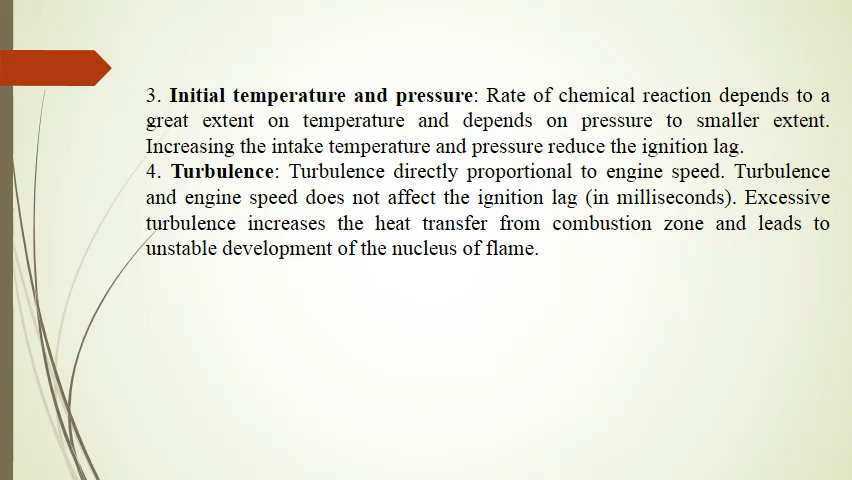 3. Initial temperature and pressure: Rate of chemical reaction depends to a
great extent on temperature and depends on pressure to smaller extent.
Increasing the intake temperature and pressure reduce the ignition lag.
4. Turbulence: Turbulence directly proportional to engine speed. Turbulence
and engine speed does not affect the ignition lag (in milliseconds). Excessive
turbulence increases the heat transfer from combustion zone and leads to
unstable development of the nucleus of flame.